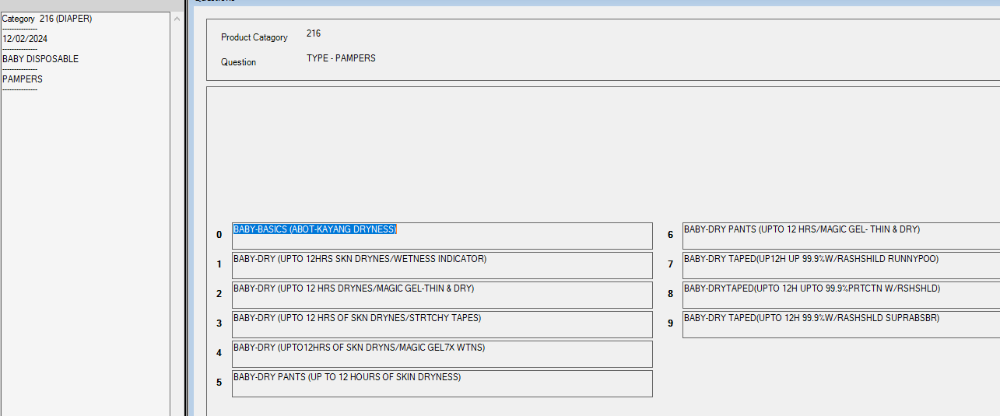 Category 216 (DIAPER)
---------------
12/02/2024
---------------
BABY DISPOSABLE
---------------
PAMPERS
---------------
Product Catagory 216
Question TYPE - PAMPERS
0 BABY-BASICS (ABOT-KAYANG DRYNESS)
1 BABY-DRY (UPTO 12HRS SKN DRYNES/WETNESS INDICATOR)
2 BABY-DRY (UPTO 12 HRS DRYNES/MAGIC GEL-THIN & DRY)
3 BABY-DRY (UPTO 12 HRS OF SKN DRYNES/STRTCHY TAPES)
4 BABY-DRY (UPTO12HRS OF SKN DRYNS/MAGIC GEL7X WTNS)
5 BABY-DRY PANTS (UP TO 12 HOURS OF SKIN DRYNESS)
6 BABY-DRY PANTS (UPTO 12 HRS/MAGIC GEL- THIN & DRY)
7 BABY-DRY TAPED(UP12H UP 99.9%W/RASHSHILD RUNNYPOO)
8 BABY-DRYTAPED(UPTO 12H UPTO 99.9%PRTCTN W/RSHSHLD)
9 BABY-DRY TAPED(UPTO 12H 99.9%W/RASHSHLD SUPRABSBR)